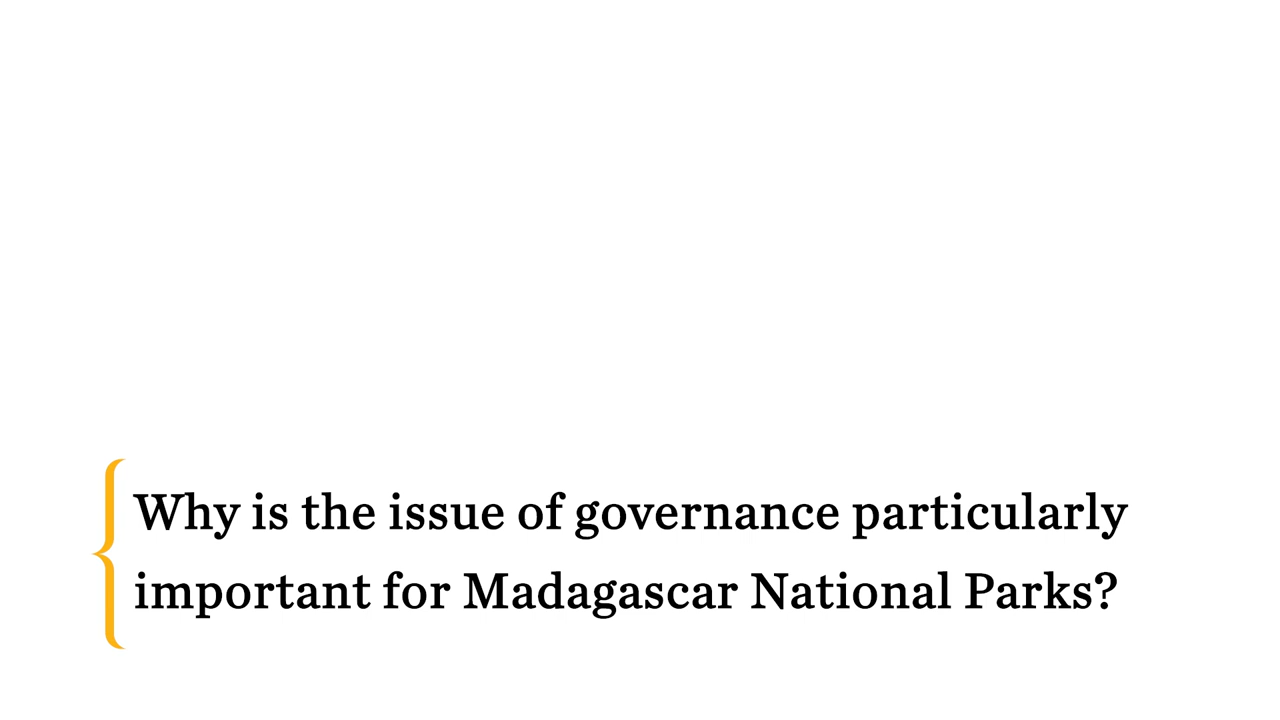 Why is the issue of governance particularly
important for Madagascar National Parks?